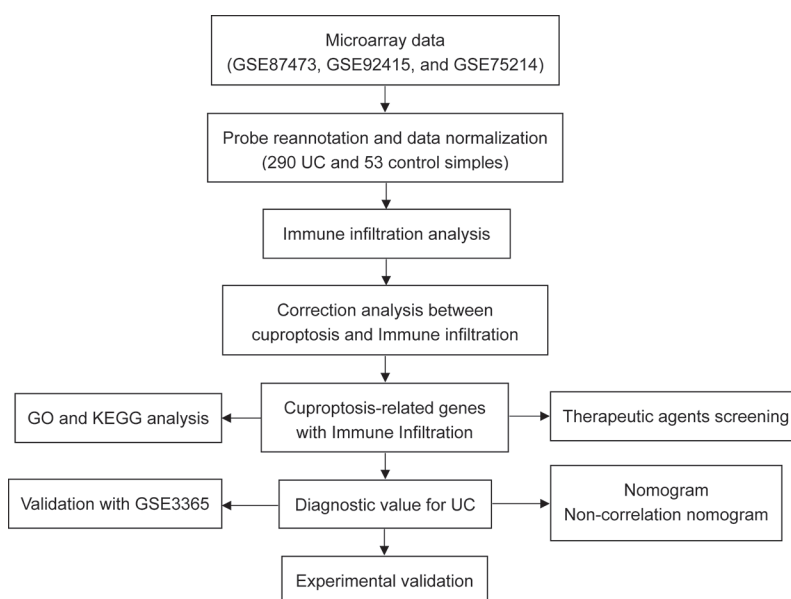 Microarray data
(GSE87473, GSE92415, and GSE75214)
Probe reannotation and data normalization
(290 UC and 53 control simples)
Immune infiltration analysis
Correction analysis between
cuproptosis and Immune infiltration
GO and KEGG analysis
Cuproptosis-related genes
with Immune Infiltration
Therapeutic agents screening
Validation with GSE3365
Diagnostic value for UC
Nomogram
Non-correlation nomogram
Experimental validation